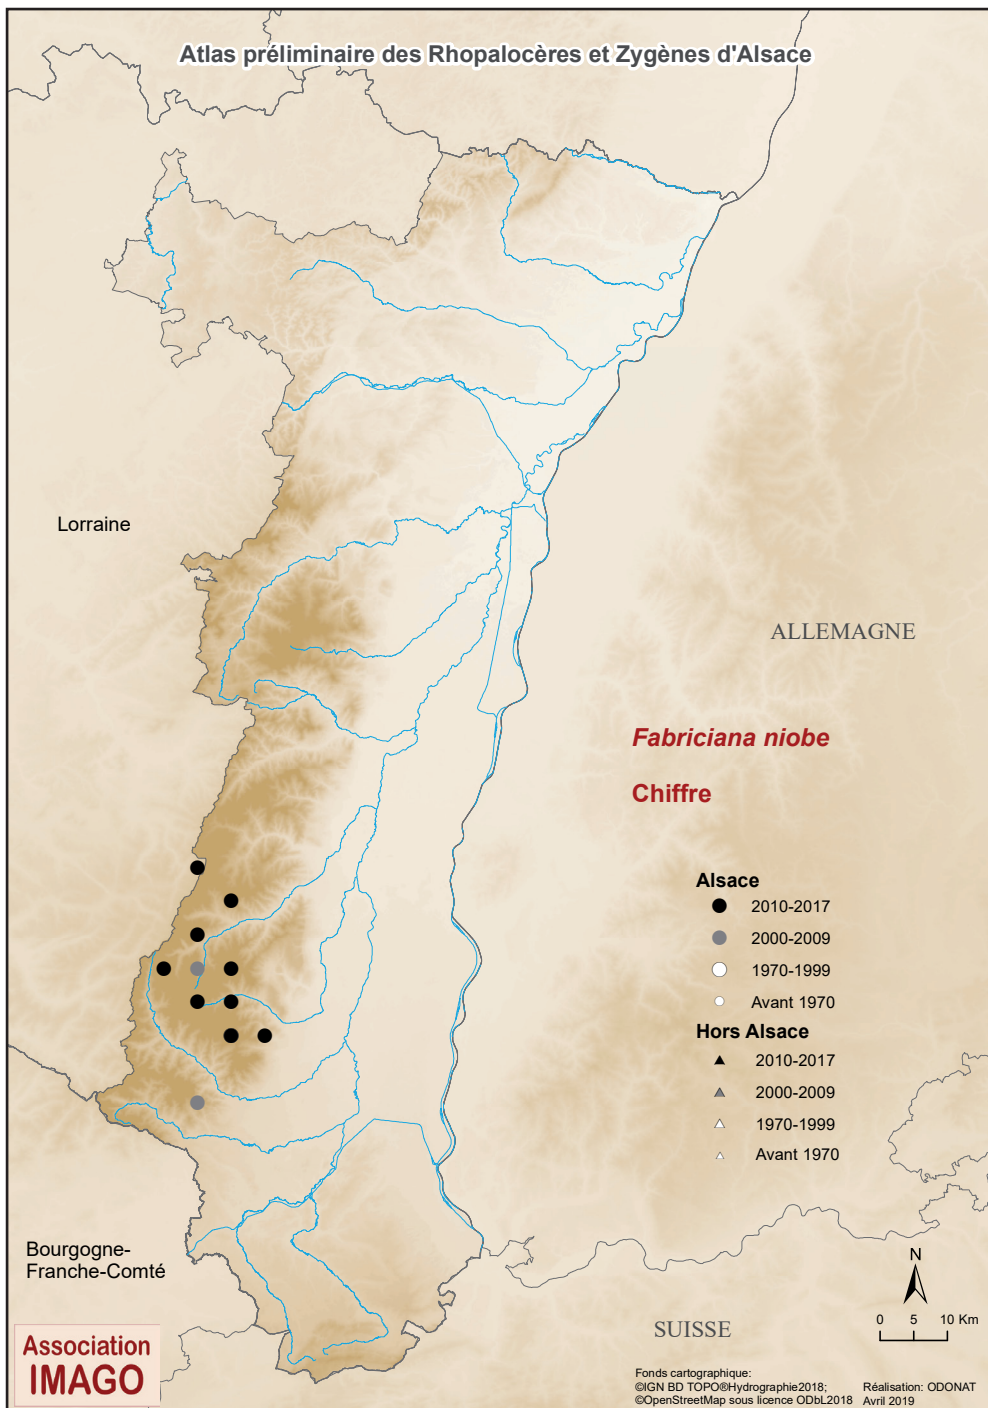 Atlas préliminaire des Rhopalocères et Zygènes d'Alsace
Lorraine
ALLEMAGNE
Fabriciana niobe
Chiffre
Alsace
2010-2017
2000-2009
1970-1999
Avant 1970
Hors Alsace
2010-2017
2000-2009
1970-1999
Avant 1970
Bourgogne-
Franche-Comté
N
0 5 10 Km
SUISSE
Association
IMAGO
Fonds cartographique:
©IGN BD TOPO®Hydrographie2018;
©OpenStreetMap sous licence ODbL2018
Réalisation: ODONAT
Avril 2019